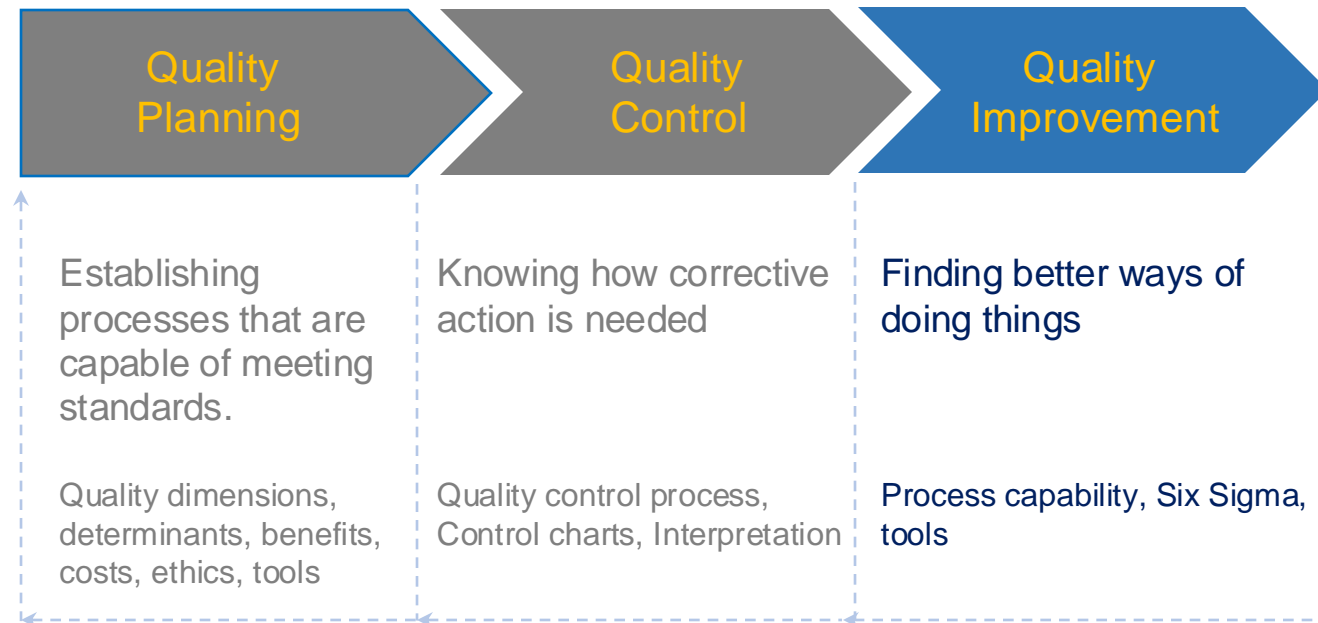 Quality
Planning
Quality
Control
Quality
Improvement
Establishing
processes that are
capable of meeting
standards.
Knowing how corrective
action is needed
Finding better ways of
doing things
Quality dimensions,
determinants, benefits,
costs, ethics, tools
Quality control process,
Control charts, Interpretation
Process capability, Six Sigma,
tools